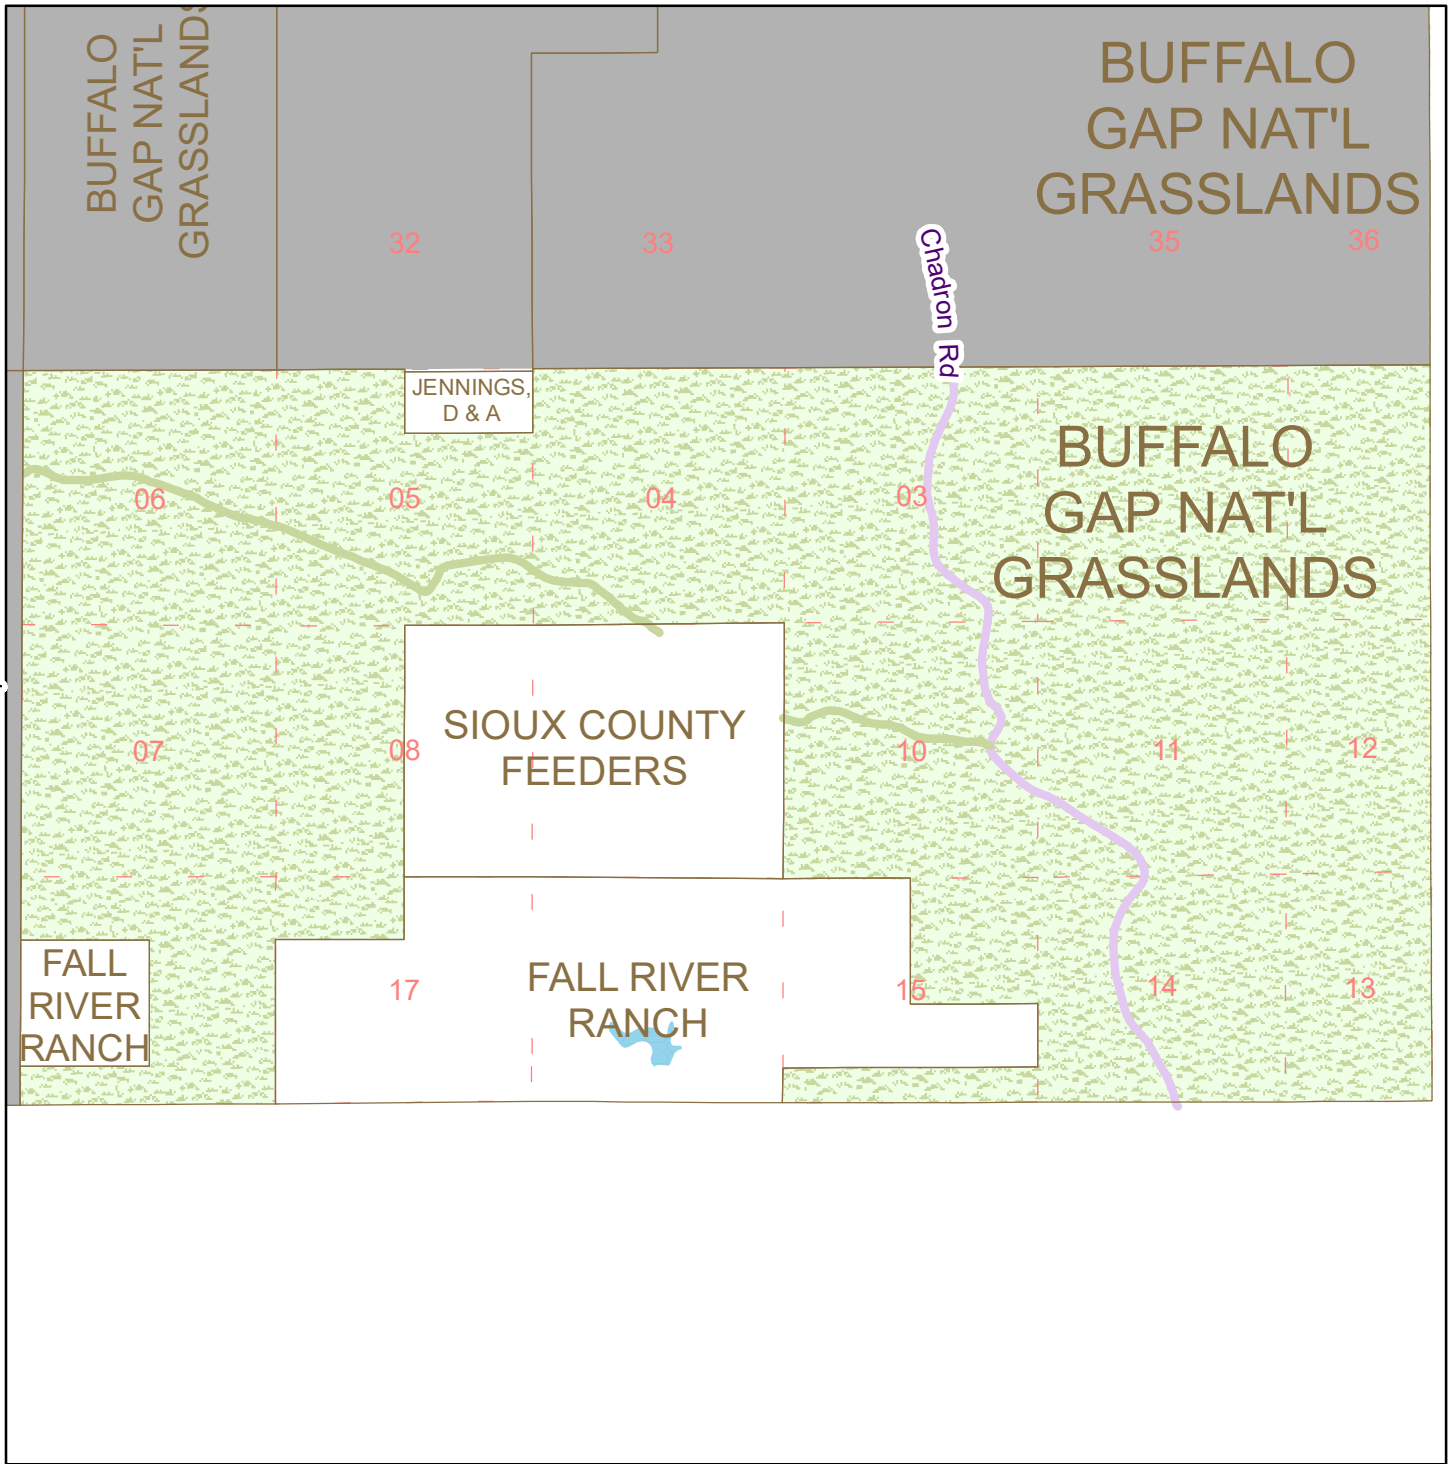 BUFFALO
GAP NAT'L
GRASSLANDS
BUFFALO
GAP NAT'L
GRASSLANDS
32
33
35
36
Chadron Rd
JENNINGS,
D & A
BUFFALO
GAP NAT'L
GRASSLANDS
06
05
04
03
SIOUX COUNTY
FEEDERS
07
08
10
11
12
FALL
RIVER
RANCH
17
FALL RIVER
RANCH
15
14
13